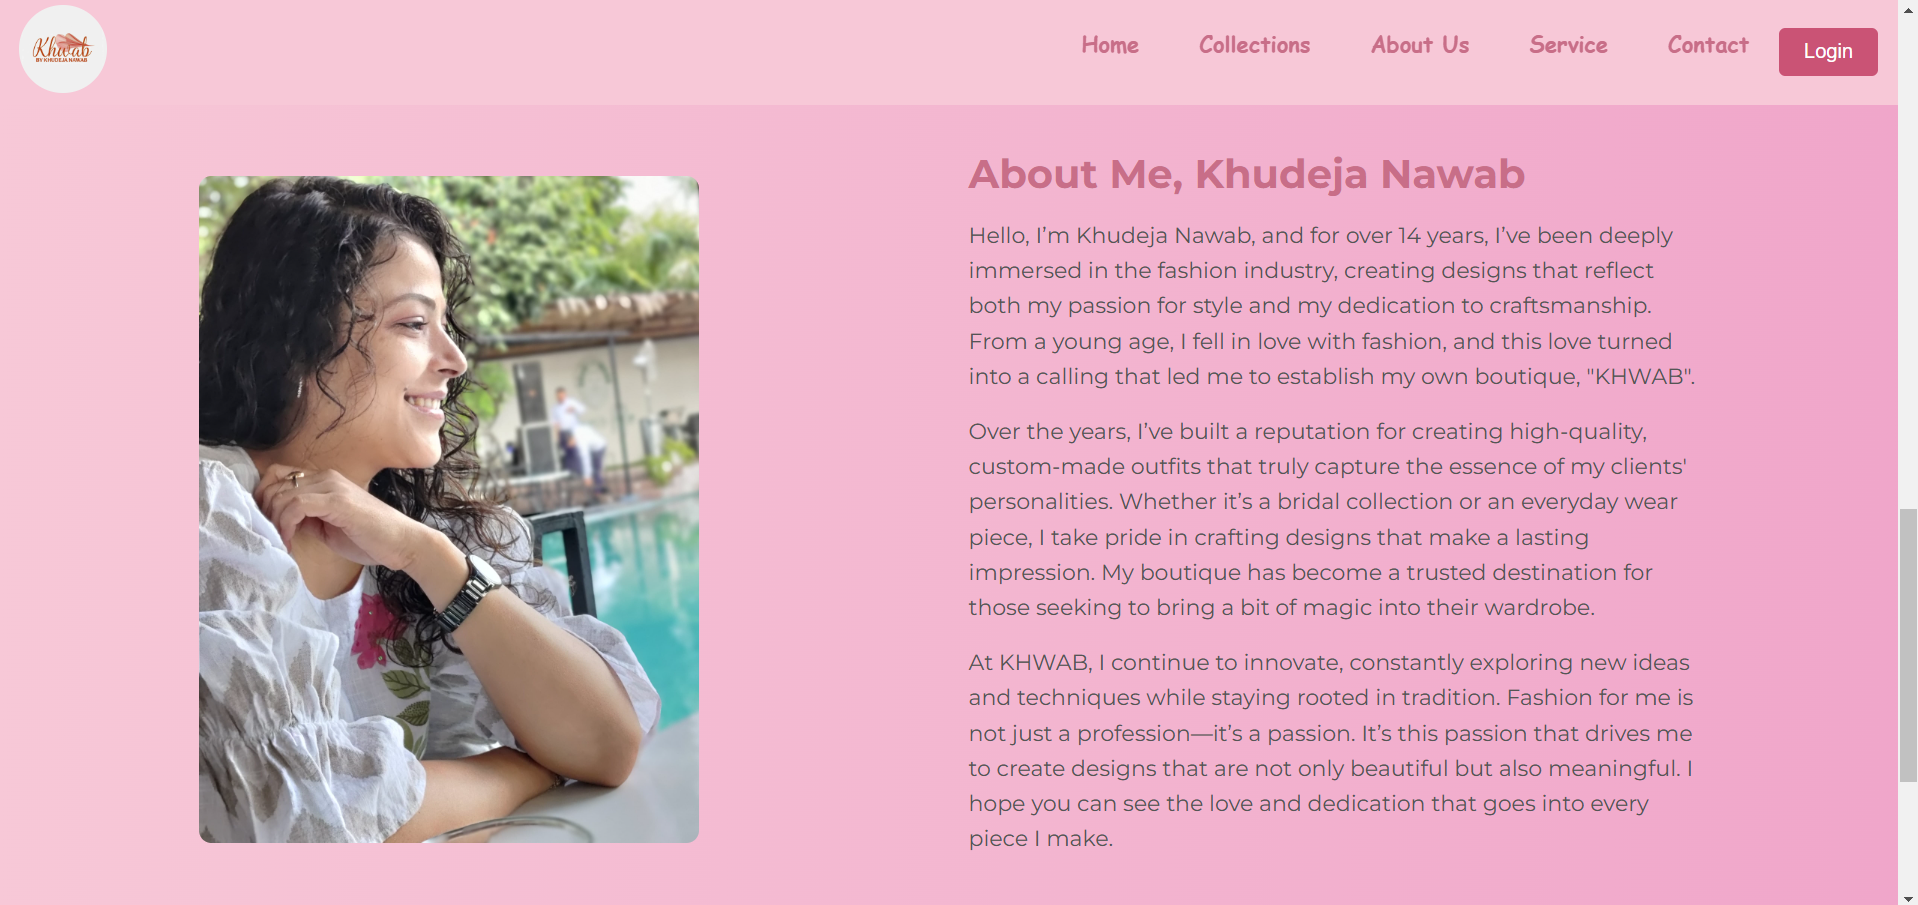 Khwab
BY KHUDEJA NAWAB
Home
Collections
About Us
Service
Contact
Login
About Me, Khudeja Nawab
Hello, I’m Khudeja Nawab, and for over 14 years, I’ve been deeply
immersed in the fashion industry, creating designs that reflect
both my passion for style and my dedication to craftsmanship.
From a young age, I fell in love with fashion, and this love turned
into a calling that led me to establish my own boutique, "KHWAB".
Over the years, I’ve built a reputation for creating high-quality,
custom-made outfits that truly capture the essence of my clients'
personalities. Whether it’s a bridal collection or an everyday wear
piece, I take pride in crafting designs that make a lasting
impression. My boutique has become a trusted destination for
those seeking to bring a bit of magic into their wardrobe.
At KHWAB, I continue to innovate, constantly exploring new ideas
and techniques while staying rooted in tradition. Fashion for me is
not just a profession—it’s a passion. It’s this passion that drives me
to create designs that are not only beautiful but also meaningful. I
hope you can see the love and dedication that goes into every
piece I make.